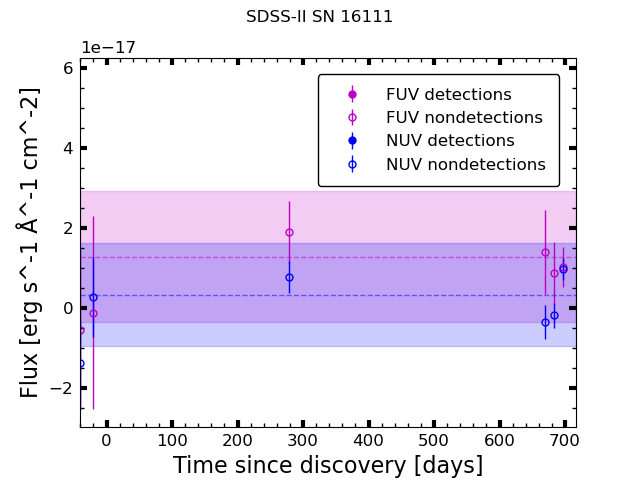 SDSS-II SN 16111
1e−17
6
4
2
0
−2
Flux [erg s^-1 Å^-1 cm^-2]
FUV detections
FUV nondetections
NUV detections
NUV nondetections
0 100 200 300 400 500 600 700
Time since discovery [days]